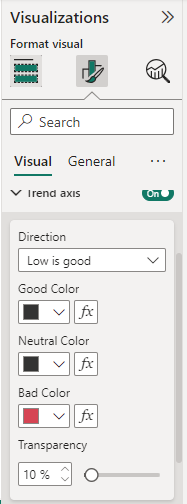 Visualizations
Format visual
Search
Visual General ...
Trend axis On
Direction
Low is good
Good Color
fx
Neutral Color
fx
Bad Color
fx
Transparency
10 %